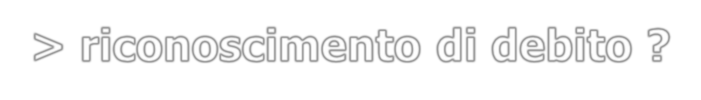 > riconoscimento di debito ?